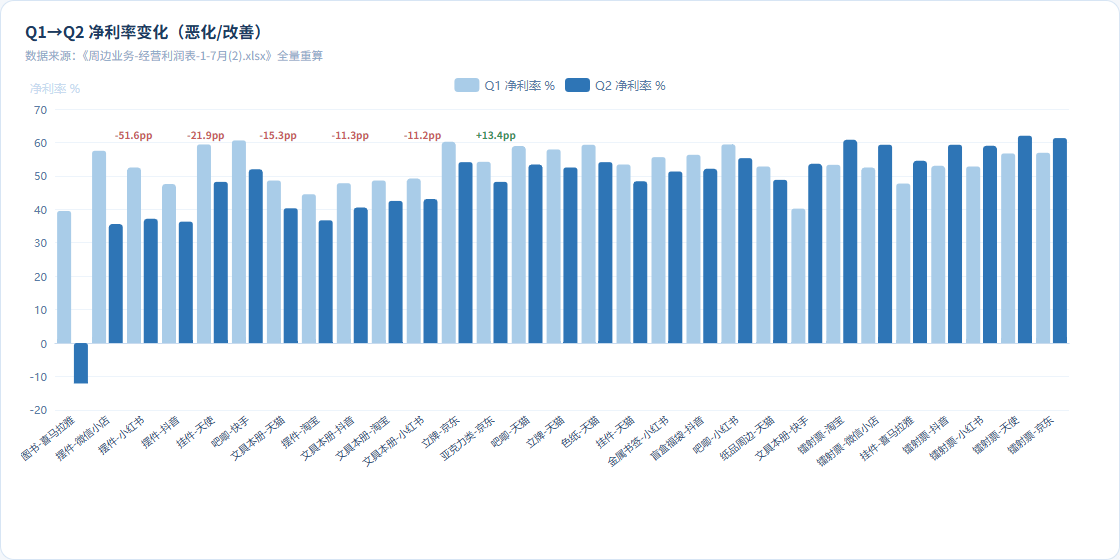 Q1→Q2 净利率变化（恶化/改善）
数据来源：《周边业务-经营利润表-1-7月(2).xlsx》全量重算
净利率 %
Q1 净利率 %
Q2 净利率 %
70
60
50
40
30
20
10
0
-10
-20
-51.6pp
-21.9pp
-15.3pp
-11.3pp
-11.2pp
+13.4pp
图书-喜马拉雅
摆件-微信小店
摆件-小红书
摆件-抖音
挂件-天使
吧唧-快手
文具本册-天猫
摆件-淘宝
文具本册-抖音
文具本册-淘宝
文具本册-小红书
立牌-京东
亚克力类-京东
吧唧-天猫
立牌-天猫
色纸-天猫
挂件-天猫
金属书签-小红书
盲盒福袋-抖音
吧唧-小红书
纸品周边-天猫
文具本册-快手
镭射票-淘宝
镭射票-微信小店
挂件-喜马拉雅
镭射票-抖音
镭射票-小红书
镭射票-天使
镭射票-京东